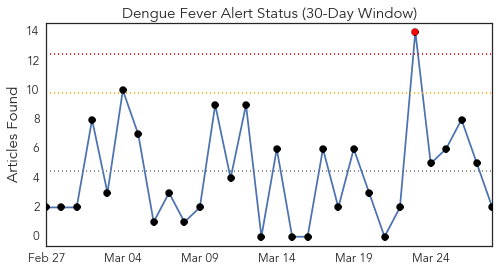 Dengue Fever Alert Status (30-Day Window)
Articles Found
14
12
10
8
6
4
2
0
Feb 27 Mar 04 Mar 09 Mar 14 Mar 19 Mar 24